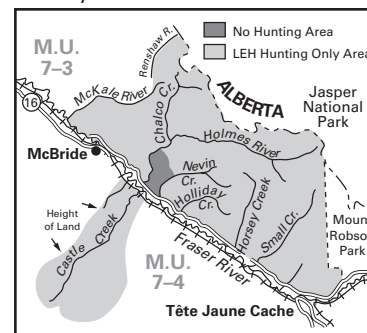 No Hunting Area
LEH Hunting Only Area
M.U.
7–3
Renshaw R.
McKale River
Chalco Cr.
ALBERTA
Jasper
National
Park
16
McBride
Holmes River
Nevin
Cr.
Holliday
Cr.
Horsey Creek
Small Cr.
Height
of Land
Castle
Creek
Fraser River
M.U.
7–4
Robson
Park
Tête Jaune Cache